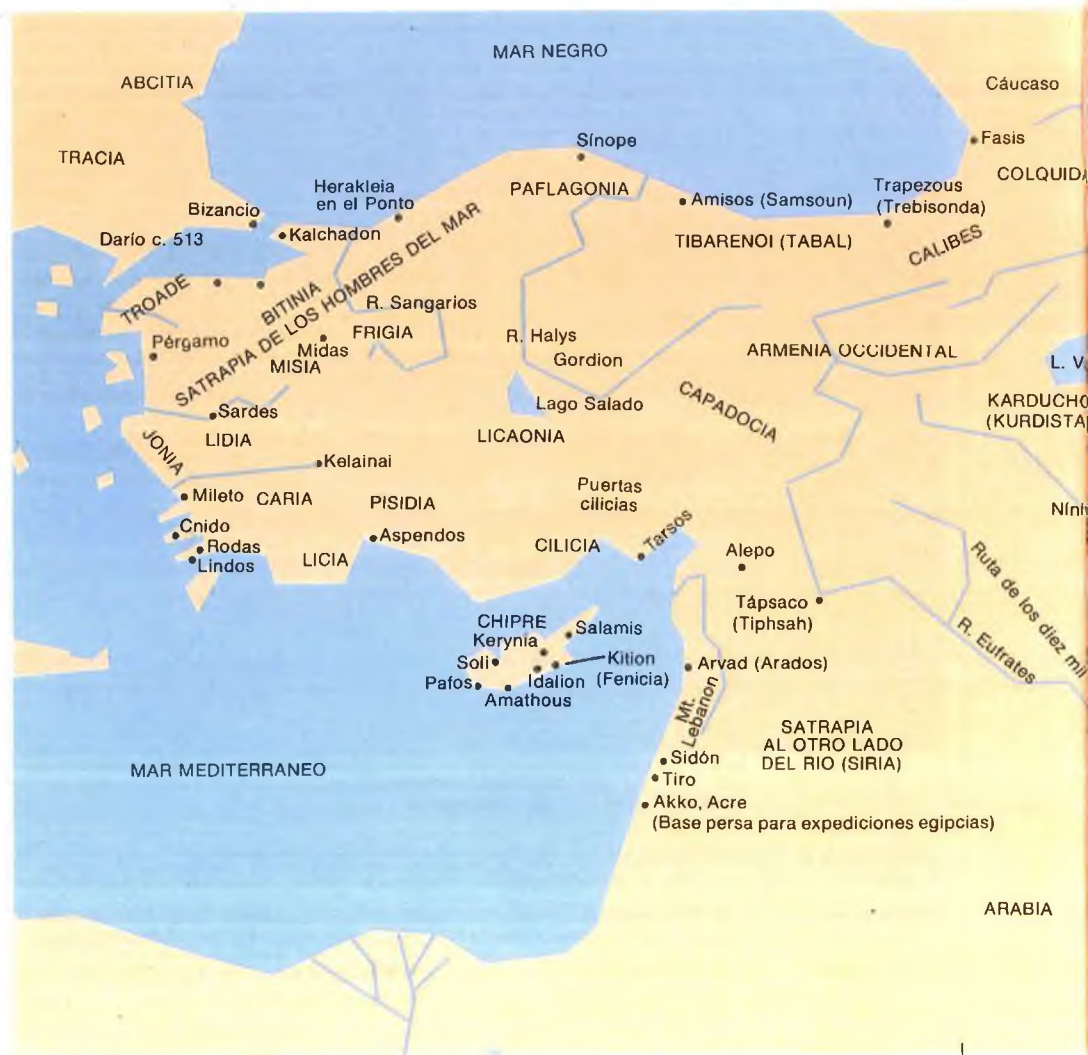 MAR NEGRO
ABCITIA
Cáucaso
Fasis
TRACIA
Sínope
COLQUIDA
PAFLAGONIA
Herakleia
en el Ponto
Amisos (Samsoun)
Trapezous
(Trebisonda)
Bizancio
Kalchadon
Darío c. 513
TIBARENOI (TABAL)
CALIBES
SATRAPIA DE LOS HOMBRES DEL MAR
TROADE
BITINIA
R. Sangarios
FRIGIA
Pérgamo
Midas
MISIA
R. Halys
Gordion
ARMENIA OCCIDENTAL
L. V
KARDUCHO
(KURDISTA
Lago Salado
CAPADOCIA
Sardes
LIDIA
LICAONIA
JONIA
Kelainai
Mileto
CARIA
PISIDIA
Puertas
cilicias
Níni
Cnido
Rodas
Lindos
LICIA
Aspendos
CILICIA
Tarsos
Alepo
Ruta de los diez mil
Tápsaco
(Tiphsah)
R. Eufrates
CHIPRE
Kerynia
Salamis
Soli
Kition
(Fenicia)
Idalion
Pafos
Amathous
Arvad (Arados)
Mt.
Lebanon
SATRAPIA
AL OTRO LADO
DEL RIO (SIRIA)
MAR MEDITERRANEO
Sidón
Tiro
Akko, Acre
(Base persa para expediciones egipcias)
ARABIA